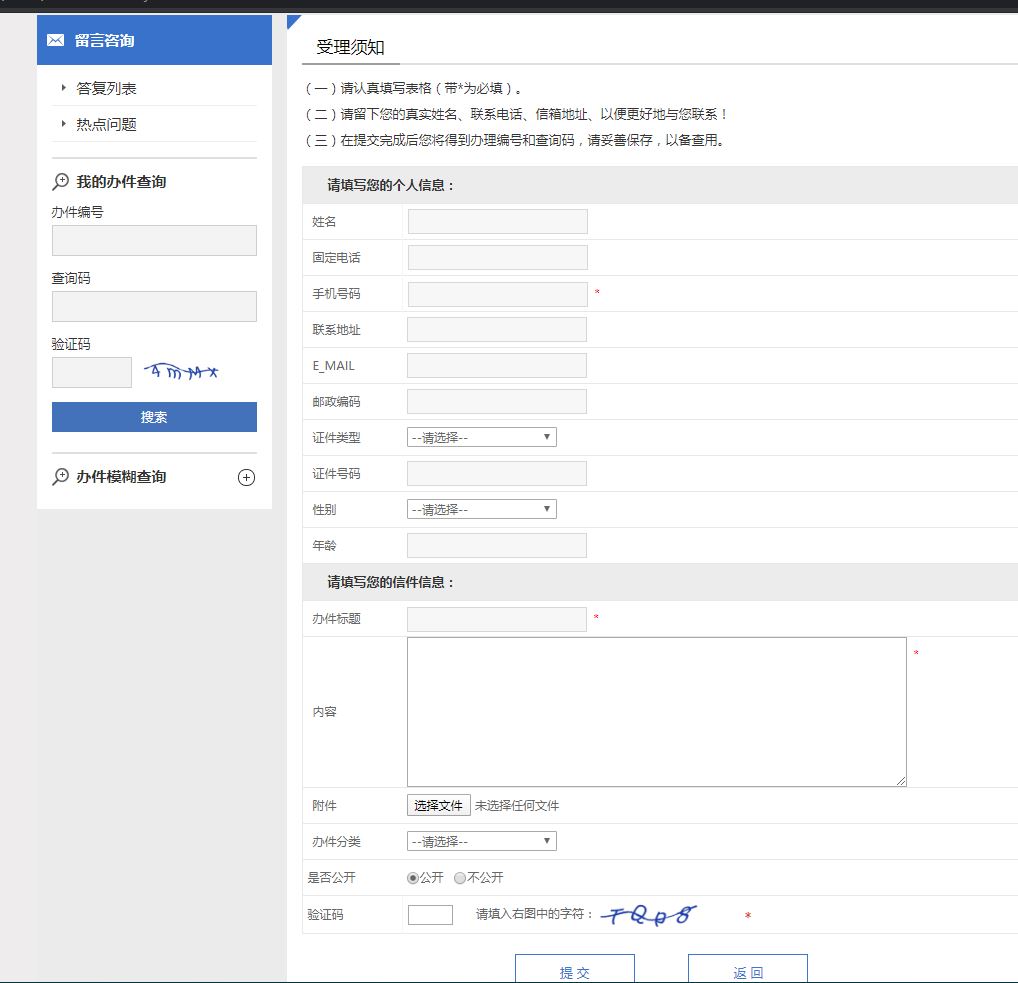 留言咨询
答复列表
热点问题
我的办件查询
办件编号
查询码
验证码
搜索
办件模糊查询
受理须知
（一）请认真填写表格（带*为必填）。
（二）请留下您的真实姓名、联系电话、信箱地址、以便更好地与您联系！
（三）在提交完成后您将得到办理编号和查询码，请妥善保存，以备查用。
请填写您的个人信息：
姓名
固定电话
手机号码 *
联系地址
E_MAIL
邮政编码
证件类型 --请选择--
证件号码
性别 --请选择--
年龄
请填写您的信件信息：
办件标题 *
内容 *
附件 选择文件 未选择任何文件
办件分类 --请选择--
是否公开 公开 不公开
验证码 请填入右图中的字符： *
提 交 返 回